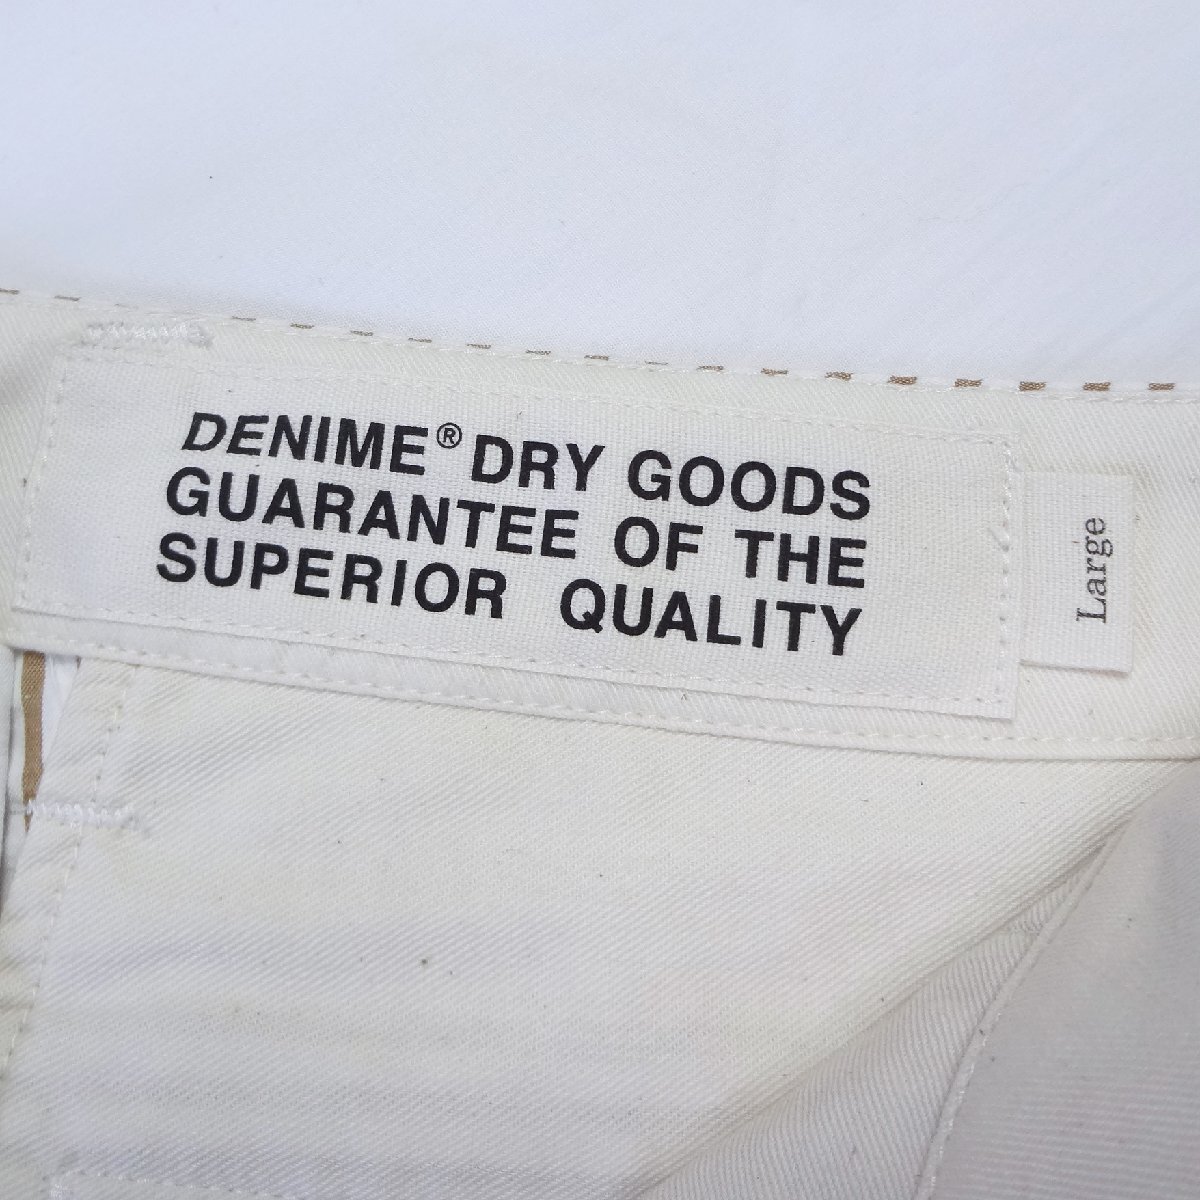 DENIME® DRY GOODS
GUARANTEE OF THE
SUPERIOR QUALITY
Large